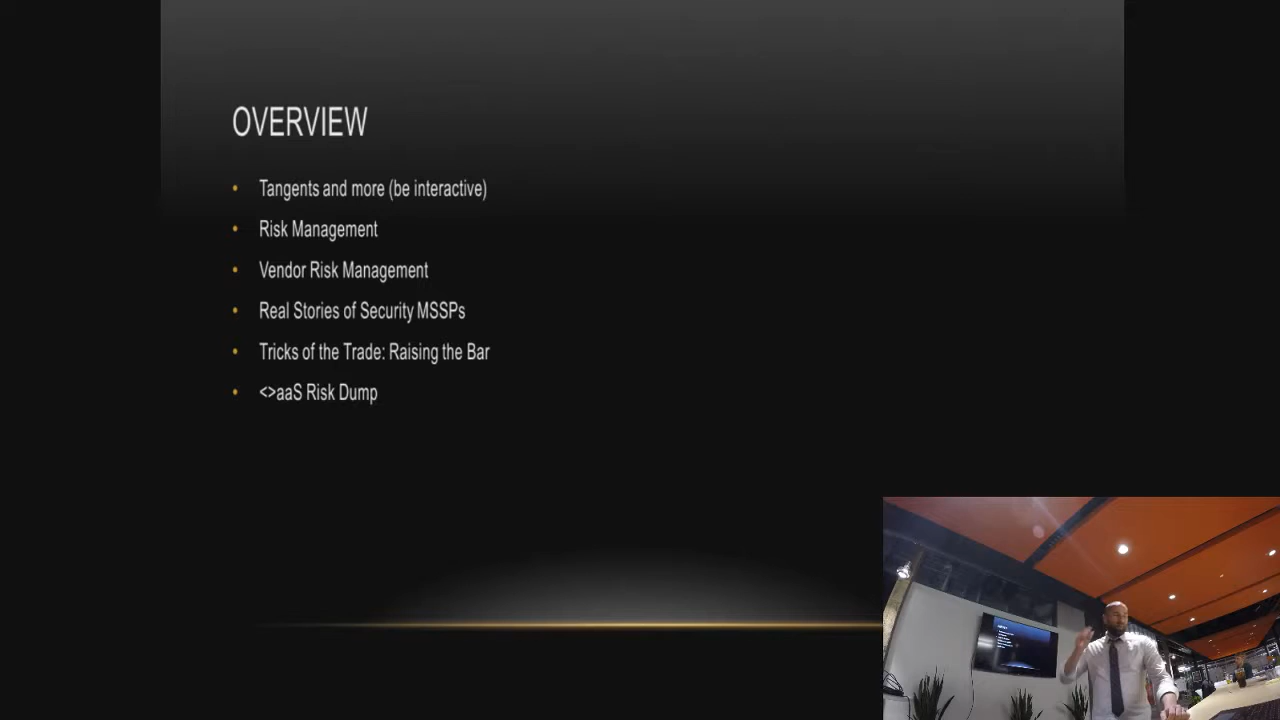 OVERVIEW
Tangents and more (be interactive)
Risk Management
Vendor Risk Management
Real Stories of Security MSSPs
Tricks of the Trade: Raising the Bar
<>aaS Risk Dump